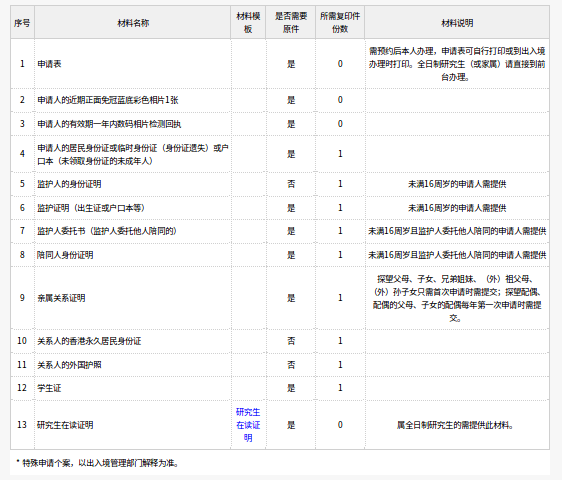 序号 材料名称 材料模板 是否需要原件 所需复印件份数 材料说明
1 申请表 是 0 需预约后本人办理，申请表可自行打印或到出入境
办理时打印。全日制研究生（或家属）请直接到前
台办理。
2 申请人的近期正面免冠蓝底彩色相片1张 是 0
3 申请人的有效期一年内数码相片检测回执 是 0
4 申请人的居民身份证或临时身份证（身份证遗失）或户
口本（未领取身份证的未成年人） 是 1
5 监护人的身份证明 否 1 未满16周岁的申请人需提供
6 监护证明（出生证或户口本等） 是 1 未满16周岁的申请人需提供
7 监护人委托书（监护人委托他人陪同的） 是 1 未满16周岁且监护人委托他人陪同的申请人需提供
8 陪同人身份证明 是 1 未满16周岁且监护人委托他人陪同的申请人需提供
9 亲属关系证明 是 1 探望父母、子女、兄弟姐妹、（外）祖父母、
（外）孙子女只需首次申请时需提交；探望配偶、
配偶的父母、子女的配偶每年第一次申请时需提
交。
10 关系人的香港永久居民身份证 否 1
11 关系人的外国护照 否 1
12 学生证 是 1
13 研究生在读证明 研究生
在读证
明 是 0 属全日制研究生的需提供此材料。
* 特殊申请个案，以出入境管理部门解释为准。